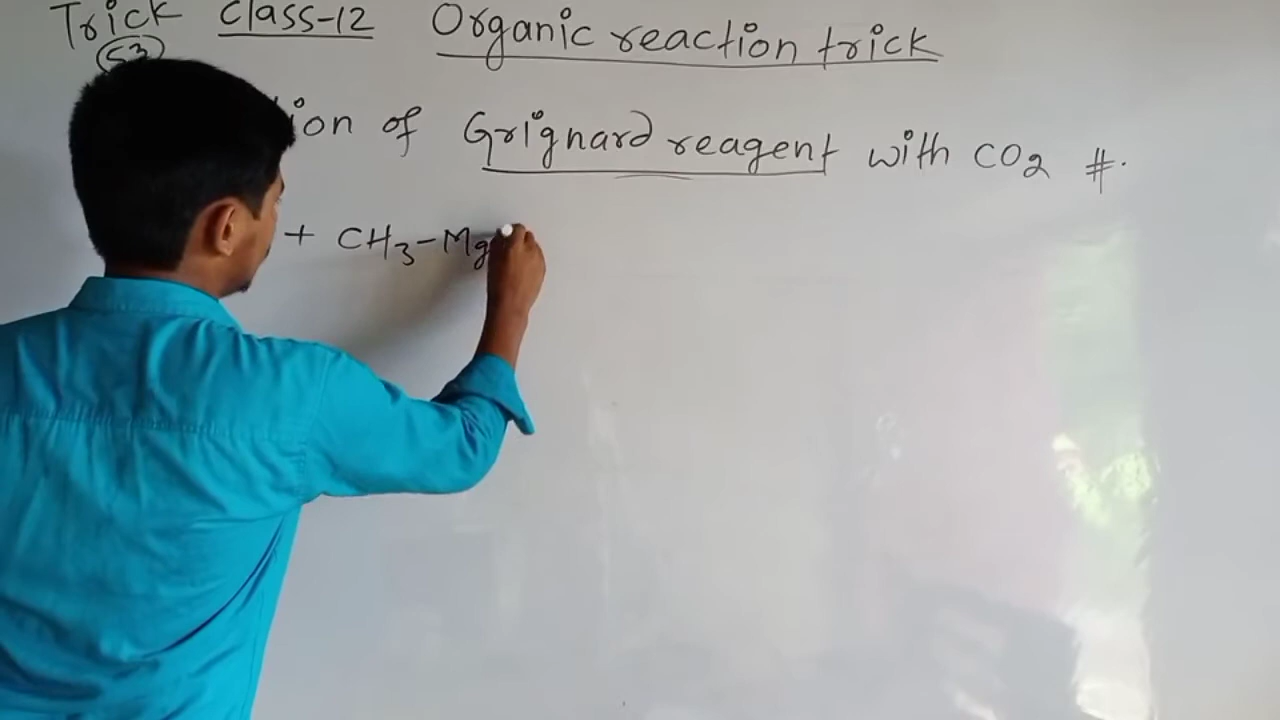 Trick Class-12 Organic reaction trick
53
ion of Grignard reagent with CO2 #.
+ CH3-Mg